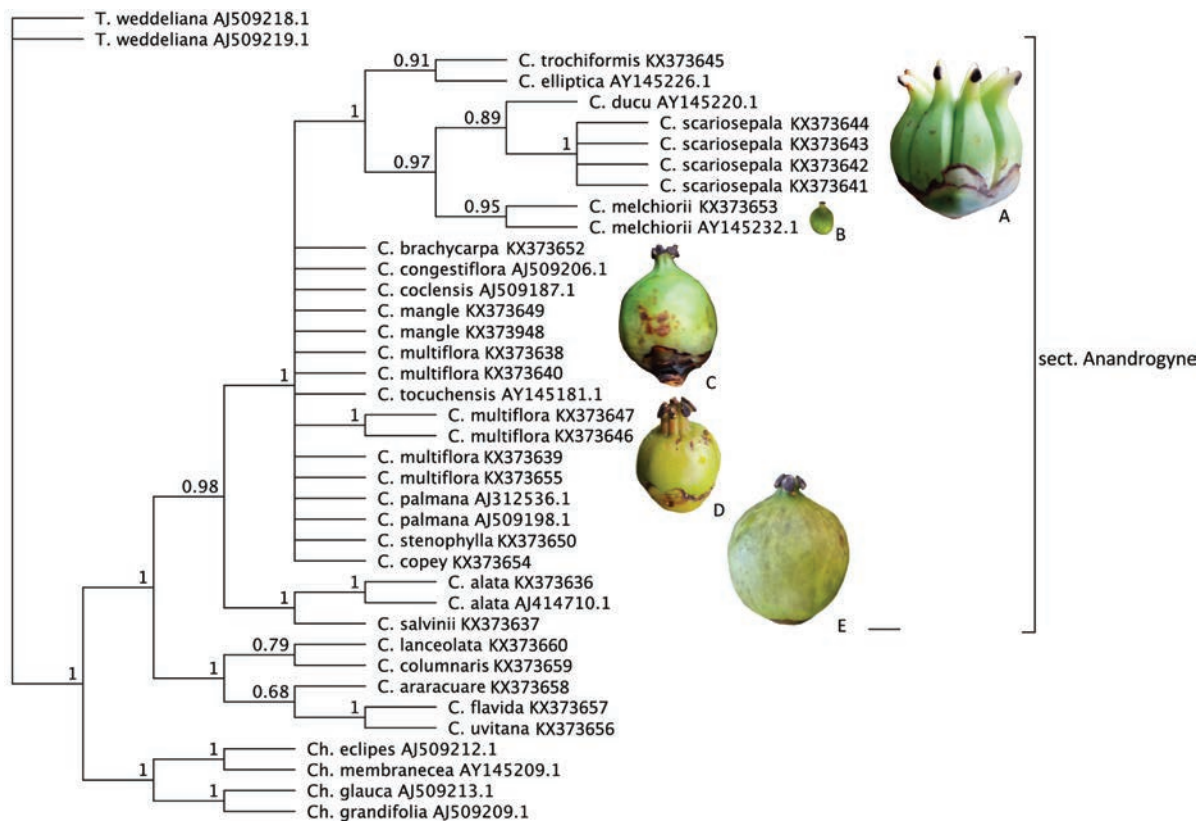 T. weddeliana AJ509218.1
T. weddeliana AJ509219.1
0.91
C. trochiformis KX373645
C. elliptica AY145226.1
1
0.89
C. ducu AY145220.1
1
C. scariosepala KX373644
C. scariosepala KX373643
C. scariosepala KX373642
C. scariosepala KX373641
0.97
0.95
C. melchiorii KX373653
C. melchiorii AY145232.1
A
B
C. brachycarpa KX373652
C. congestiflora AJ509206.1
C. coclensis AJ509187.1
C. mangle KX373649
C. mangle KX373948
C. multiflora KX373638
1
C. multiflora KX373640
C
C. tocuchensis AY145181.1
1
C. multiflora KX373647
C. multiflora KX373646
C. multiflora KX373639
C. multiflora KX373655
0.98
C. palmana AJ312536.1
D
C. palmana AJ509198.1
C. stenophylla KX373650
C. copey KX373654
sect. Anandrogyne
1
1
C. alata KX373636
C. alata AJ414710.1
1
C. salvinii KX373637
E
0.79
C. lanceolata KX373660
C. columnaris KX373659
1
1
0.68
C. araracuare KX373658
1
C. flavida KX373657
C. uvitana KX373656
1
Ch. eclipes AJ509212.1
Ch. membranecea AY145209.1
1
1
Ch. glauca AJ509213.1
Ch. grandifolia AJ509209.1